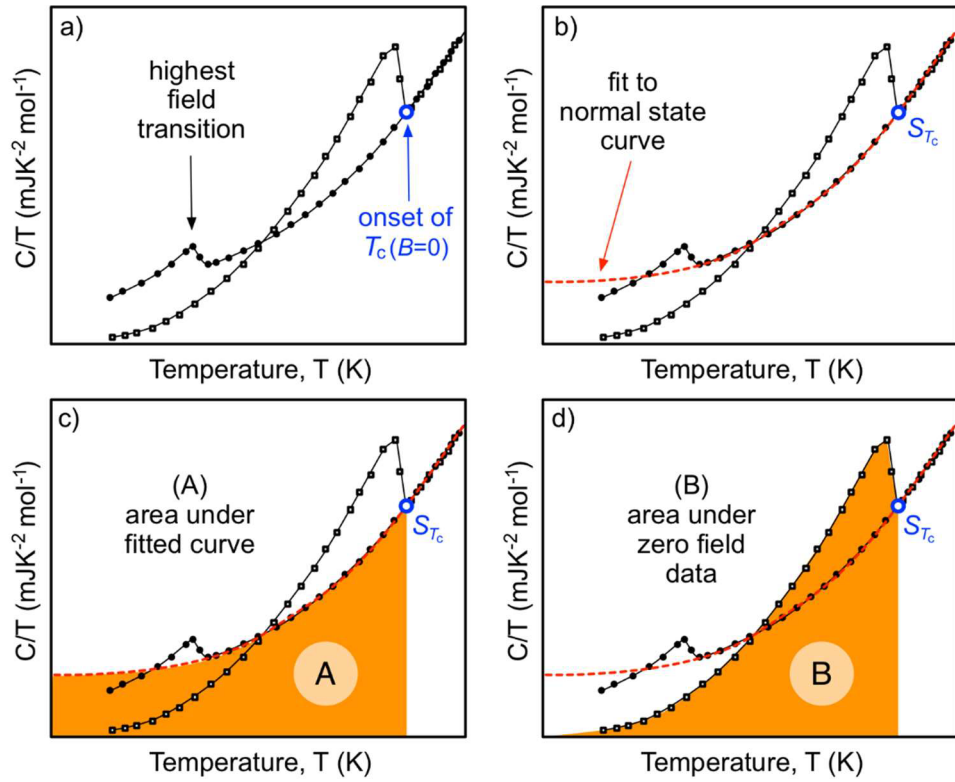 a)
highest
field
transition
onset of
Tc(B=0)
C/T (mJK⁻² mol⁻¹)
Temperature, T (K)
b)
fit to
normal state
curve
STc
C/T (mJK⁻² mol⁻¹)
Temperature, T (K)
c)
(A)
area under
fitted curve
STc
A
C/T (mJK⁻² mol⁻¹)
Temperature, T (K)
d)
(B)
area under
zero field
data
STc
B
C/T (mJK⁻² mol⁻¹)
Temperature, T (K)